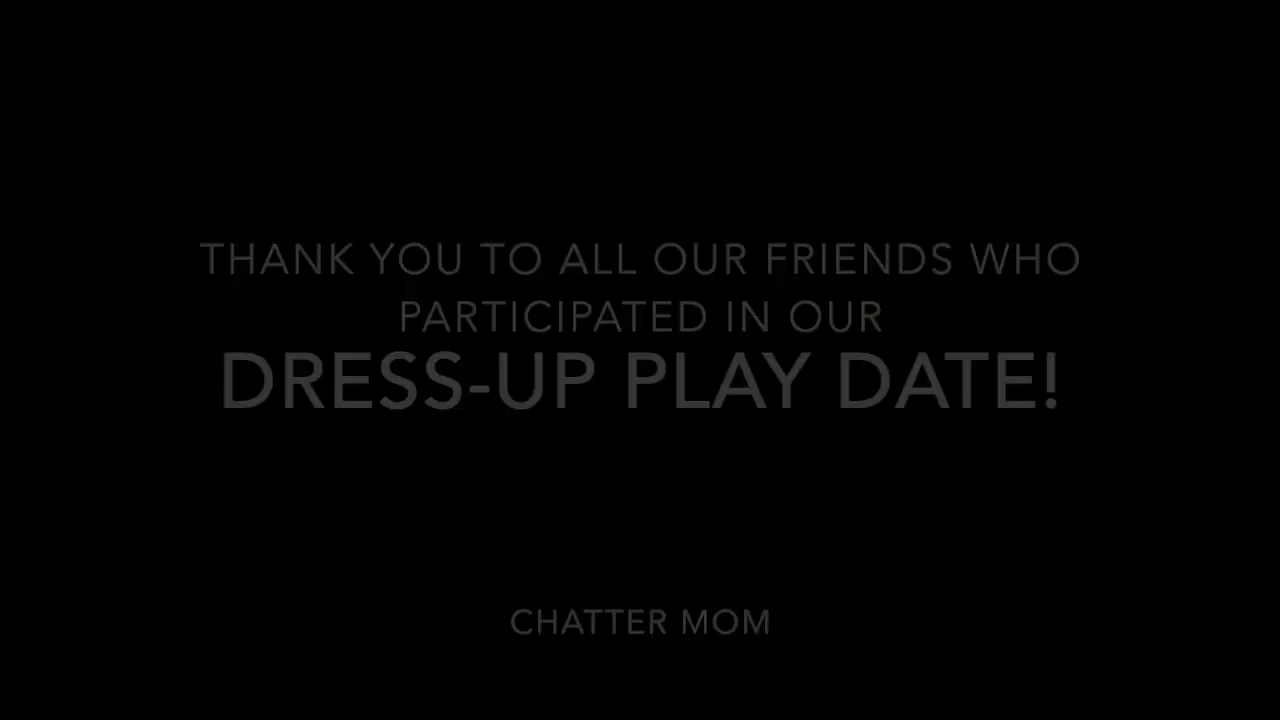 THANK YOU TO ALL OUR FRIENDS WHO
PARTICIPATED IN OUR
DRESS-UP PLAY DATE!
CHATTER MOM